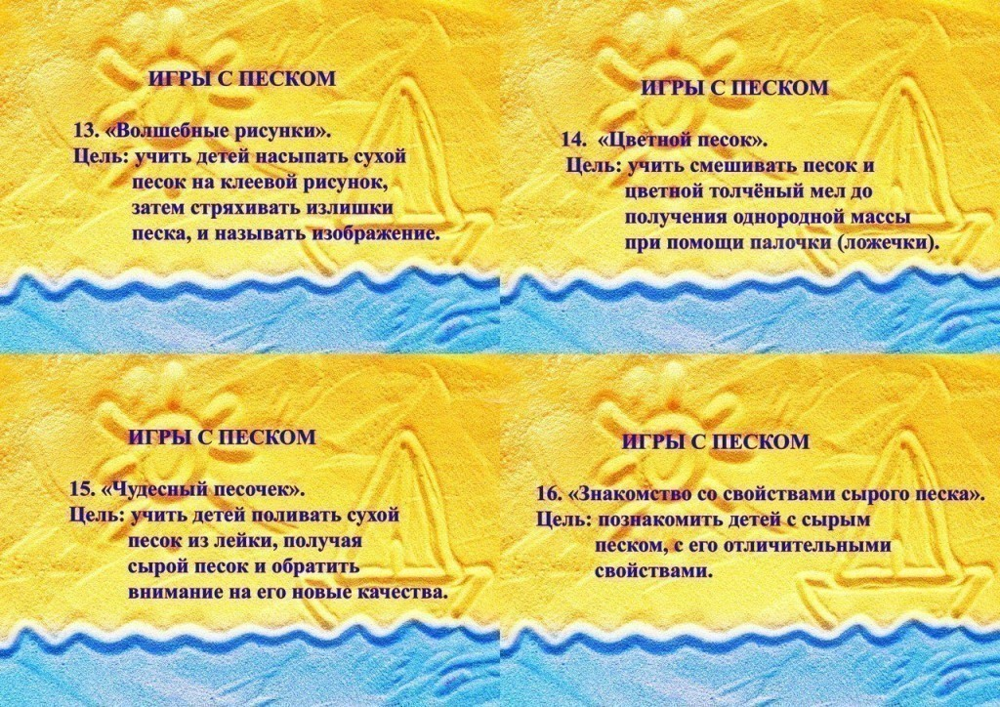 ИГРЫ С ПЕСКОМ
13. «Волшебные рисунки».
Цель: учить детей насыпать сухой
песок на клеевой рисунок,
затем стряхивать излишки
песка, и называть изображение.
ИГРЫ С ПЕСКОМ
14. «Цветной песок».
Цель: учить смешивать песок и
цветной толчёный мел до
получения однородной массы
при помощи палочки (ложечки).
ИГРЫ С ПЕСКОМ
15. «Чудесный песочек».
Цель: учить детей поливать сухой
песок из лейки, получая
сырой песок и обратить
внимание на его новые качества.
ИГРЫ С ПЕСКОМ
16. «Знакомство со свойствами сырого песка».
Цель: познакомить детей с сырым
песком, с его отличительными
свойствами.